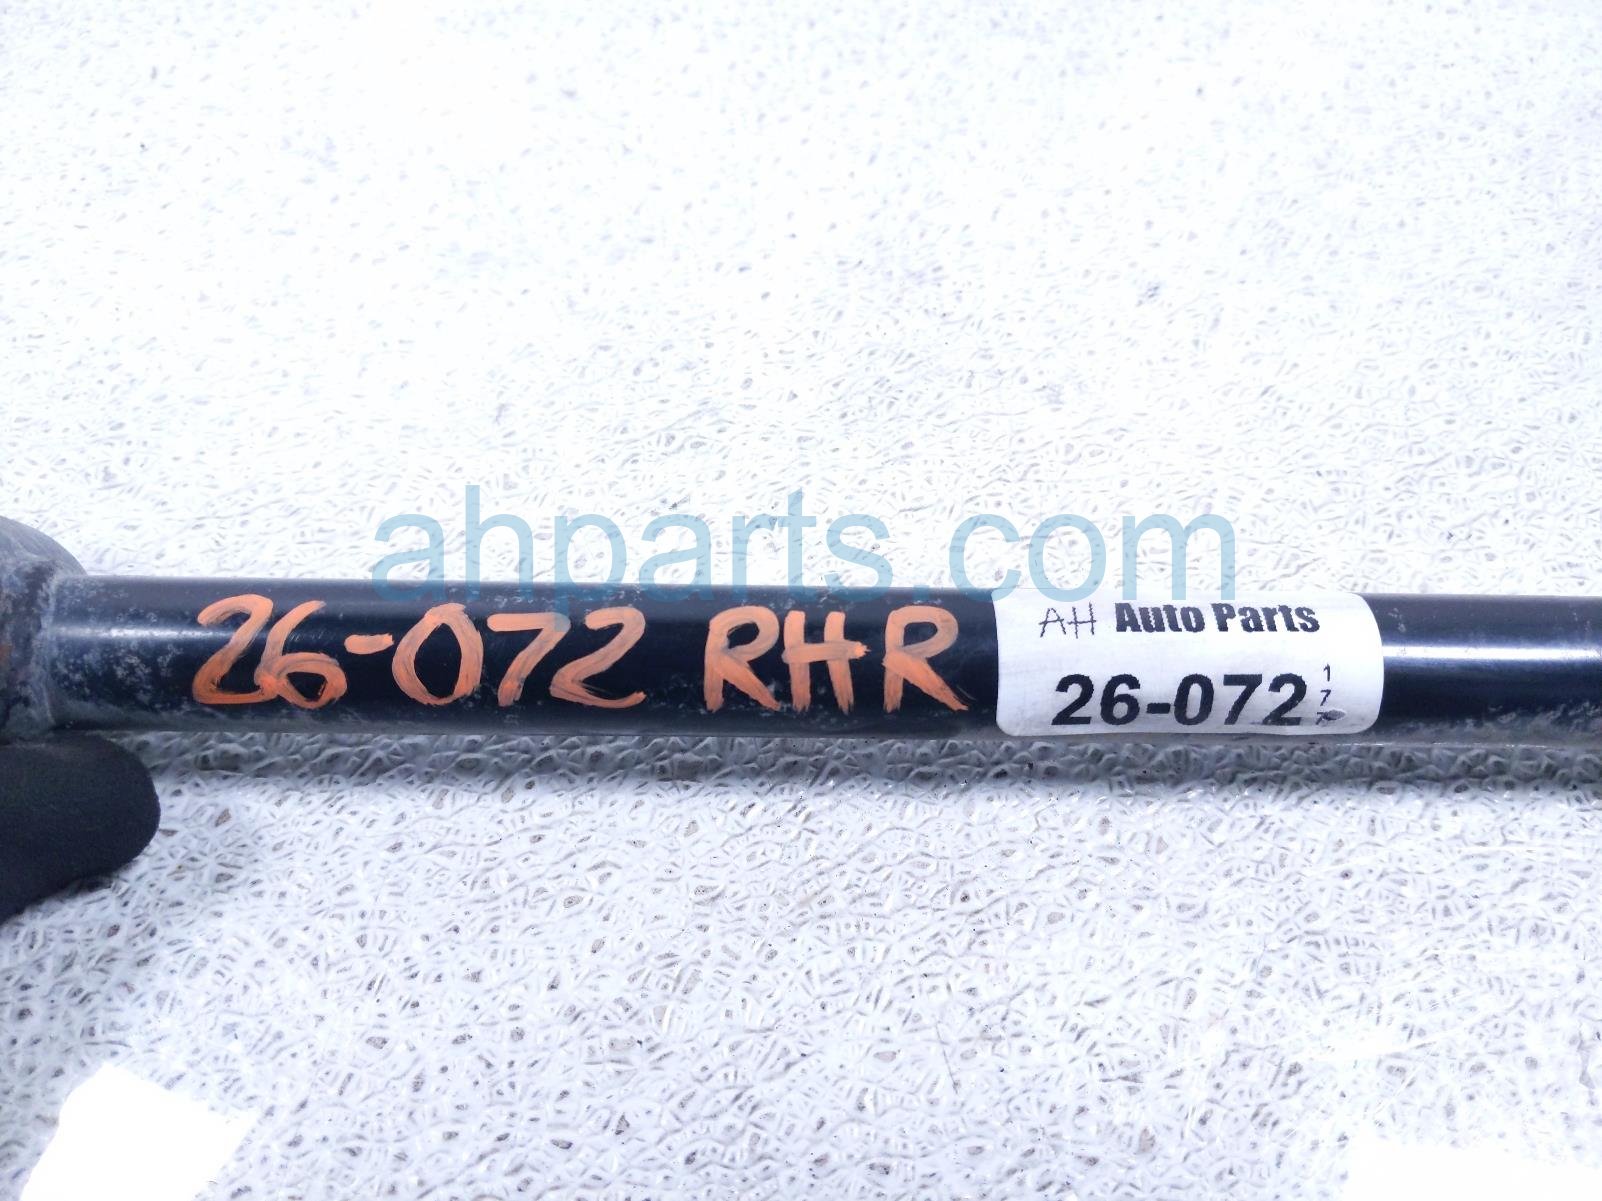 ahparts.com
26-072 RHR
AH Auto Parts
26-072